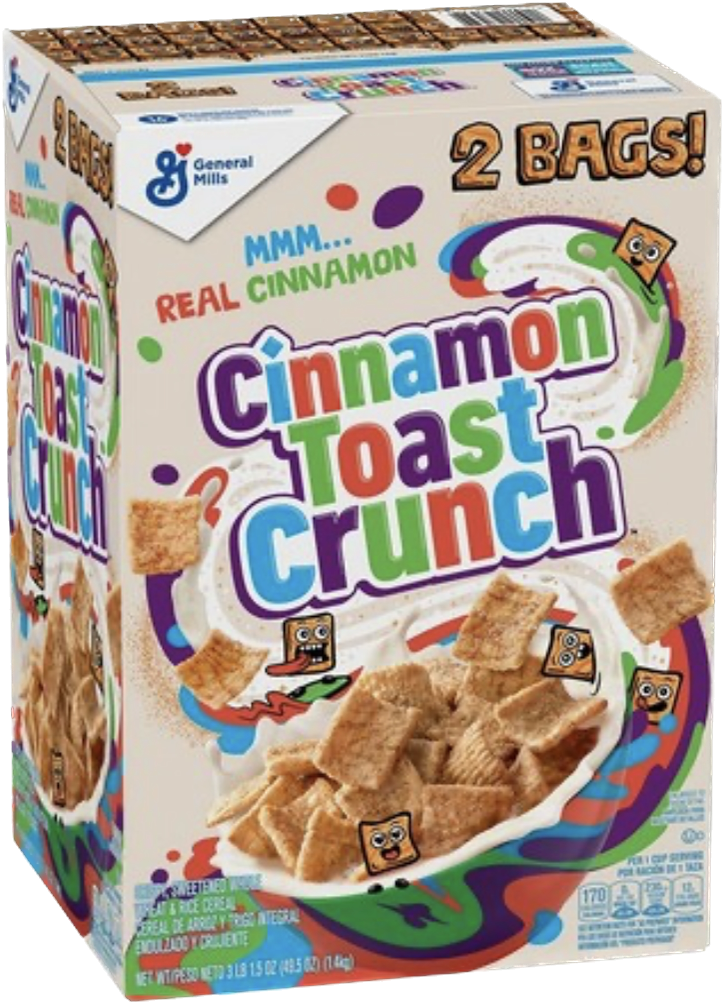 2 BAGS!
Cinnamon
Toast
Crunch
General
Mills
2 BAGS!
MMM...
REAL CINNAMON
Cinnamon
Toast
Crunch
Cinnamon
Toast
Crunch
SWEETENED WHOLE
WHEAT & RICE CEREAL
CEREAL DE ARROZ Y TRIGO INTEGRAL
ENDULZADO Y CRUJIENTE
NET WT/PESO NETO 3 LB 1.5 OZ (49.5 OZ) (1.4kg)
PER 1 CUP SERVING
POR RACIÓN DE 1 TAZA
170